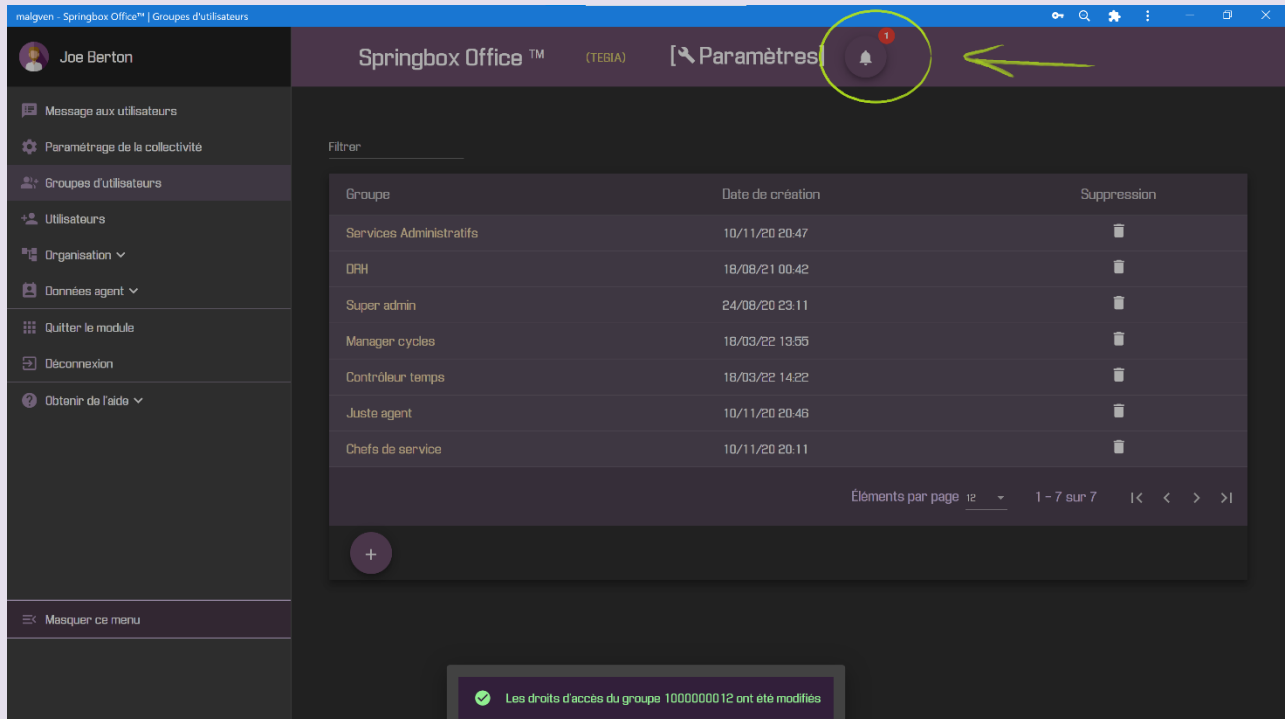 malgven - Springbox Office™ | Groupes d'utilisateurs
Joe Berton
Springbox Office ™ (TEGIA) [Paramètres]
1
Message aux utilisateurs
Paramétrage de la collectivité
Groupes d'utilisateurs
Utilisateurs
Organisation
Données agent
Quitter le module
Déconnexion
Obtenir de l'aide
Masquer ce menu
Filtrer
Groupe Date de création Suppression
Services Administratifs 10/11/20 20:47
DRH 18/08/21 00:42
Super admin 24/08/20 23:11
Manager cycles 18/03/22 13:55
Contrôleur temps 18/03/22 14:22
Juste agent 10/11/20 20:46
Chefs de service 10/11/20 20:11
Éléments par page 12 1 – 7 sur 7
+
Les droits d'accès du groupe 1000000012 ont été modifiés